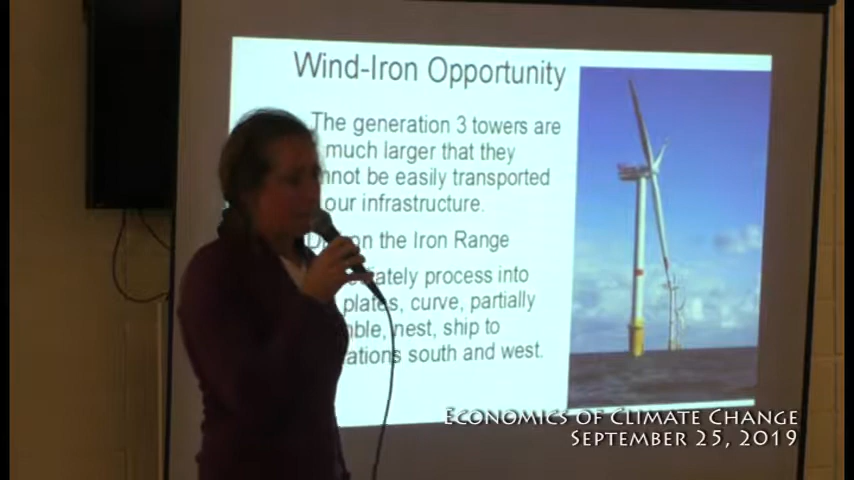 Wind-Iron Opportunity
The generation 3 towers are
much larger that they
nnot be easily transported
our infrastructure.
on the Iron Range
iately process into
plates, curve, partially
mble, nest, ship to
ations south and west.
ECONOMICS OF CLIMATE CHANGE
SEPTEMBER 25, 2019